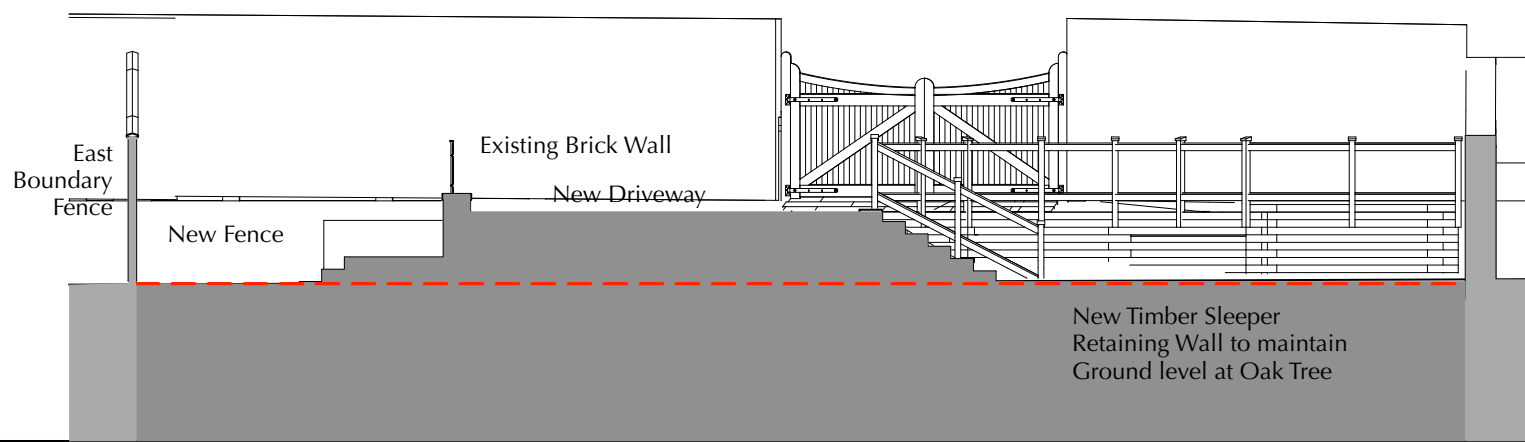 East
Boundary
Fence
Existing Brick Wall
New Driveway
New Fence
New Timber Sleeper
Retaining Wall to maintain
Ground level at Oak Tree